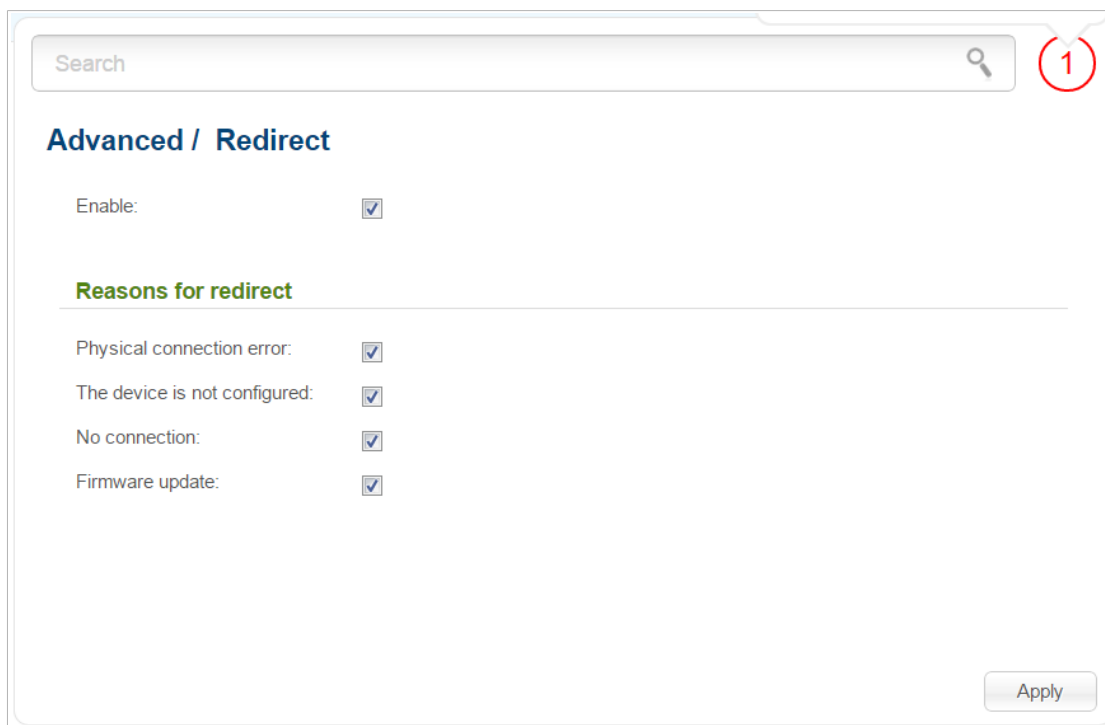 Search
1
Advanced / Redirect
Enable:
Reasons for redirect
Physical connection error:
The device is not configured:
No connection:
Firmware update:
Apply